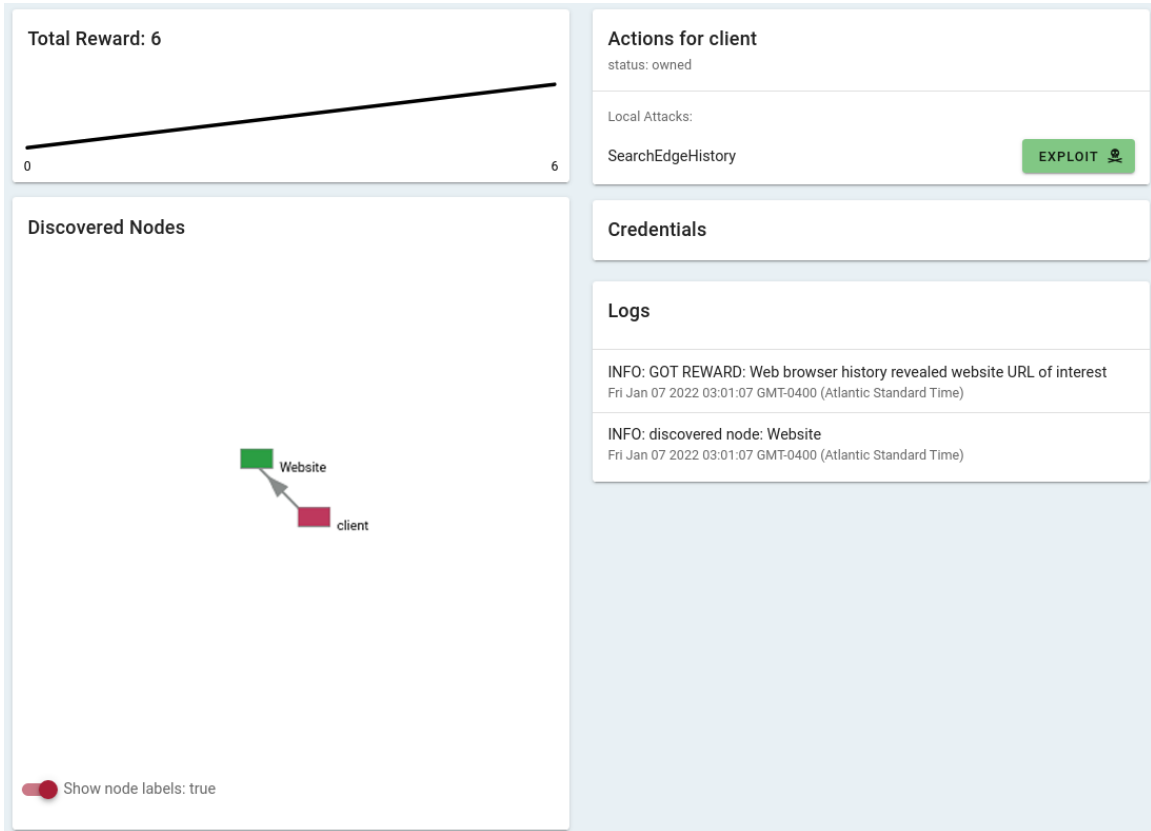 Total Reward: 6
0
6
Discovered Nodes
Website
client
Show node labels: true
Actions for client
status: owned
Local Attacks:
SearchEdgeHistory
EXPLOIT
Credentials
Logs
INFO: GOT REWARD: Web browser history revealed website URL of interest
Fri Jan 07 2022 03:01:07 GMT-0400 (Atlantic Standard Time)
INFO: discovered node: Website
Fri Jan 07 2022 03:01:07 GMT-0400 (Atlantic Standard Time)